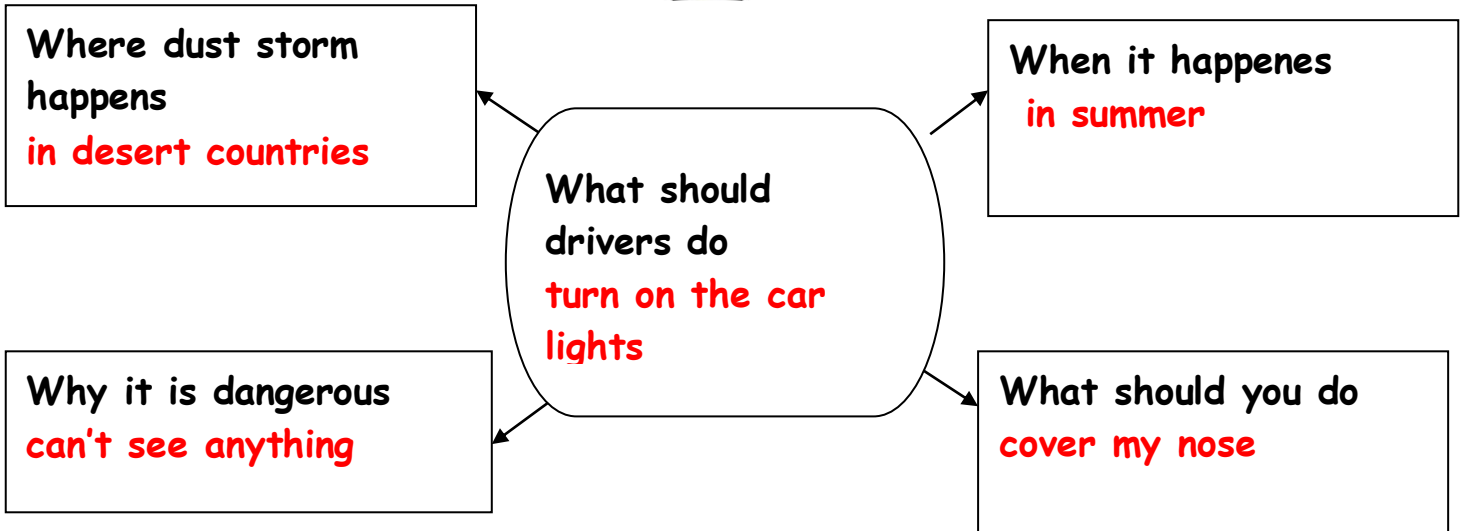 Where dust storm
happens
in desert countries
When it happenes
in summer
What should
drivers do
turn on the car
lights
Why it is dangerous
can't see anything
What should you do
cover my nose